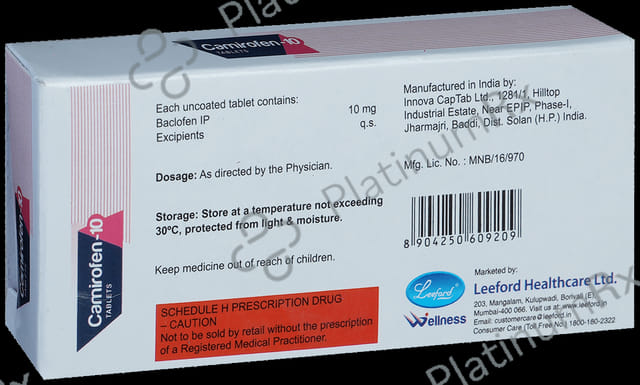 Camirofen-10
TABLETS
Each uncoated tablet contains:
Baclofen IP 10 mg
Excipients q.s.
Dosage: As directed by the Physician.
Storage: Store at a temperature not exceeding
30ºC, protected from light & moisture.
Keep medicine out of reach of children.
SCHEDULE H PRESCRIPTION DRUG
– CAUTION
Not to be sold by retail without the prescription
of a Registered Medical Practitioner.
Manufactured in India by:
Innova CapTab Ltd., 1281/1, Hilltop
Industrial Estate, Near EPIP, Phase-I,
Jharmajri, Baddi, Dist. Solan (H.P.) India.
Mfg. Lic. No. : MNB/16/970
8 904250 609209
Marketed by:
Leeford
Wellness
Leeford Healthcare Ltd.
203, Mangalam, Kulupwadi, Borivali (E),
Mumbai-400 066. Visit us at: www.leeford.in
Email: customercare@leeford.in
Consumer Care (Toll Free No.) 1800-180-2322
Camirofen-10
TABLETS
Camirofen-10
PlatinumRx
PlatinumRx
PlatinumRx